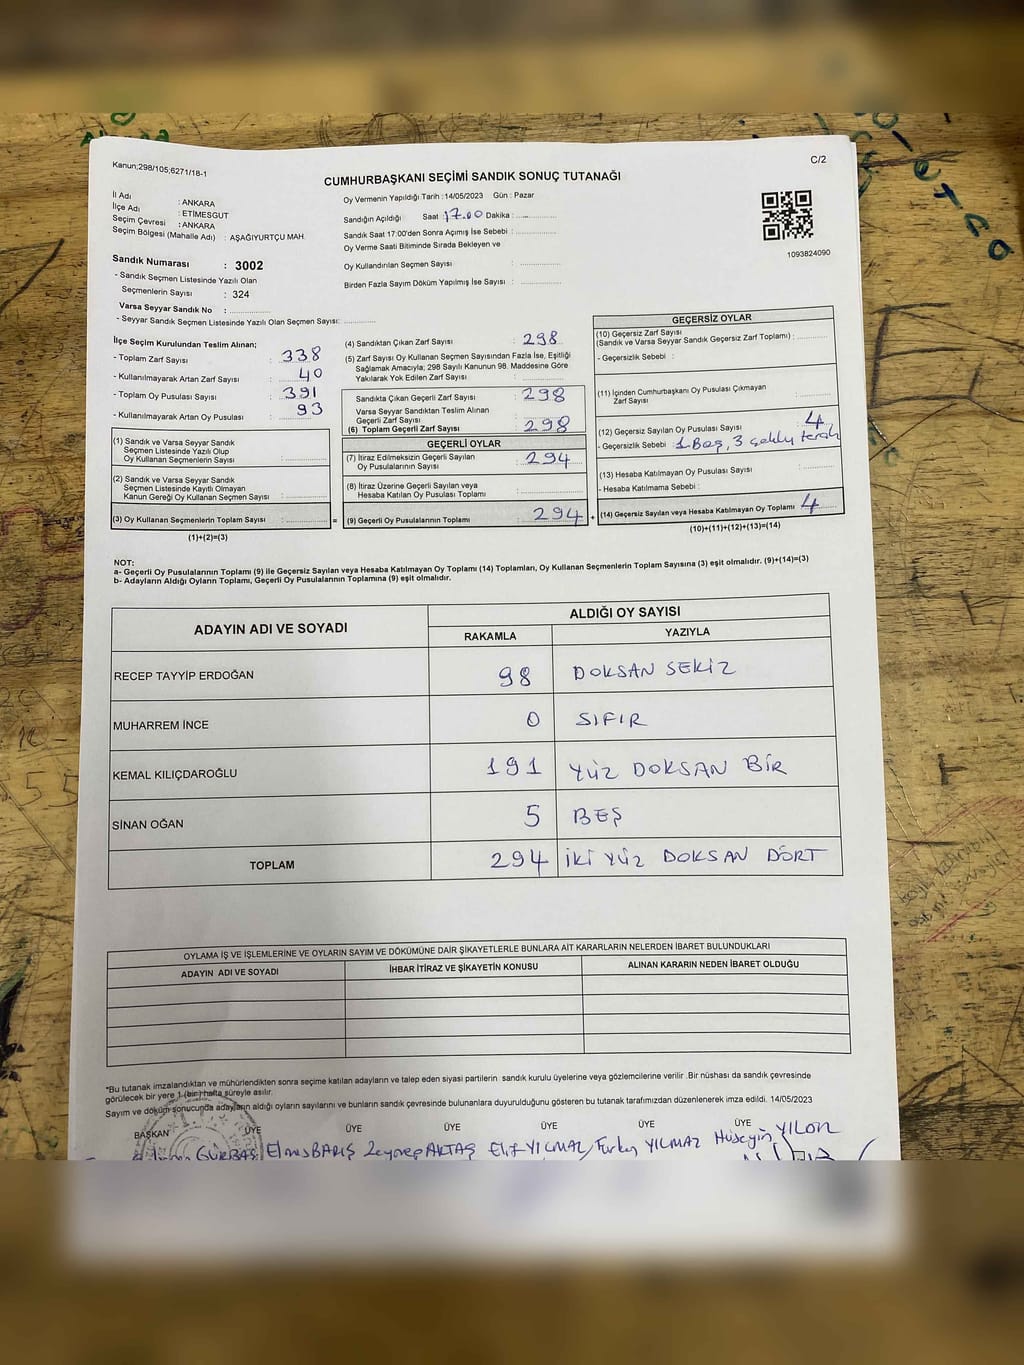 Kanun;298/105;6271/18-1
C/2
CUMHURBAŞKANI SEÇİMİ SANDIK SONUÇ TUTANAĞI
İl Adı : ANKARA
İlçe Adı : ETİMESGUT
Seçim Çevresi : ANKARA
Seçim Bölgesi (Mahalle Adı) : AŞAĞIYURTÇU MAH.
Sandık Numarası : 3002
- Sandık Seçmen Listesinde Yazılı Olan
Seçmenlerin Sayısı : 324
Varsa Seyyar Sandık No :
- Seyyar Sandık Seçmen Listesinde Yazılı Olan Seçmen Sayısı:
Oy Vermenin Yapıldığı Tarih : 14/05/2023 Gün : Pazar
Sandığın Açıldığı Saat 17.00 Dakika :
Sandık Saat 17:00'den Sonra Açımış İse Sebebi :
Oy Verme Saati Bitiminde Sırada Bekleyen ve
Oy Kullandırılan Seçmen Sayısı :
Birden Fazla Sayım Döküm Yapılmış İse Sayısı :
1093824090
İlçe Seçim Kurulundan Teslim Alınan;
- Toplam Zarf Sayısı : 338
- Kullanılmayarak Artan Zarf Sayısı : 40
- Toplam Oy Pusulası Sayısı : 391
- Kullanılmayarak Artan Oy Pusulası : 93
(1) Sandık ve Varsa Seyyar Sandık
Seçmen Listesinde Yazılı Olup
Oy Kullanan Seçmenlerin Sayısı :
(2) Sandık ve Varsa Seyyar Sandık
Seçmen Listesinde Kayıtlı Olmayan
Kanun Gereği Oy Kullanan Seçmen Sayısı :
(3) Oy Kullanan Seçmenlerin Toplam Sayısı : =
(1)+(2)=(3)
(4) Sandıktan Çıkan Zarf Sayısı : 298
(5) Zarf Sayısı Oy Kullanan Seçmen Sayısından Fazla İse, Eşitliği
Sağlamak Amacıyla; 298 Sayılı Kanunun 98. Maddesine Göre
Yakılarak Yok Edilen Zarf Sayısı :
Sandıkta Çıkan Geçerli Zarf Sayısı : 298
Varsa Seyyar Sandıktan Teslim Alınan
Geçerli Zarf Sayısı :
(6) Toplam Geçerli Zarf Sayısı : 298
GEÇERLİ OYLAR
(7) İtiraz Edilmeksizin Geçerli Sayılan
Oy Pusulalarının Sayısı : 294
(8) İtiraz Üzerine Geçerli Sayılan veya
Hesaba Katılan Oy Pusulası Toplamı :
(9) Geçerli Oy Pusulalarının Toplamı : 294 +
GEÇERSİZ OYLAR
(10) Geçersiz Zarf Sayısı
(Sandık ve Varsa Seyyar Sandık Geçersiz Zarf Toplamı) :
- Geçersizlik Sebebi :
(11) İçinden Cumhurbaşkanı Oy Pusulası Çıkmayan
Zarf Sayısı :
(12) Geçersiz Sayılan Oy Pusulası Sayısı : 4
- Geçersizlik Sebebi : 1 Boş, 3 çoklu tercih
(13) Hesaba Katılmayan Oy Pusulası Sayısı :
- Hesaba Katılmama Sebebi :
(14) Geçersiz Sayılan veya Hesaba Katılmayan Oy Toplamı : 4
(10)+(11)+(12)+(13)=(14)
NOT:
a- Geçerli Oy Pusulalarının Toplamı (9) ile Geçersiz Sayılan veya Hesaba Katılmayan Oy Toplamı (14) Toplamları, Oy Kullanan Seçmenlerin Toplam Sayısına (3) eşit olmalıdır. (9)+(14)=(3)
b- Adayların Aldığı Oyların Toplamı, Geçerli Oy Pusulalarının Toplamına (9) eşit olmalıdır.
ADAYIN ADI VE SOYADI
ALDIĞI OY SAYISI
RAKAMLA YAZIYLA
RECEP TAYYİP ERDOĞAN 98 DOKSAN SEKİZ
MUHARREM İNCE 0 SIFIR
KEMAL KILIÇDAROĞLU 191 YÜZ DOKSAN BİR
SİNAN OĞAN 5 BEŞ
TOPLAM 294 İKİ YÜZ DOKSAN DÖRT
OYLAMA İŞ VE İŞLEMLERİNE VE OYLARIN SAYIM VE DÖKÜMÜNE DAİR ŞİKAYETLERLE BUNLARA AİT KARARLARIN NELERDEN İBARET BULUNDUKLARI
ADAYIN ADI VE SOYADI İHBAR İTİRAZ VE ŞİKAYETİN KONUSU ALINAN KARARIN NEDEN İBARET OLDUĞU
*Bu tutanak imzalandıktan ve mühürlendikten sonra seçime katılan adayların ve talep eden siyasi partilerin sandık kurulu üyelerine veya gözlemcilerine verilir .Bir nüshası da sandık çevresinde
görülecek bir yere 1 (bir) hafta süreyle asılır.
Sayım ve döküm sonucunda adayların aldığı oyların sayılarını ve bunların sandık çevresinde bulunanlara duyurulduğunu gösteren bu tutanak tarafımızdan düzenlenerek imza edildi. 14/05/2023
BAŞKAN ÜYE ÜYE ÜYE ÜYE ÜYE ÜYE
GÜRBAŞ Elmas BARIŞ Zeynep AKTAŞ Elif YILMAZ Furkan YILMAZ Hüseyin